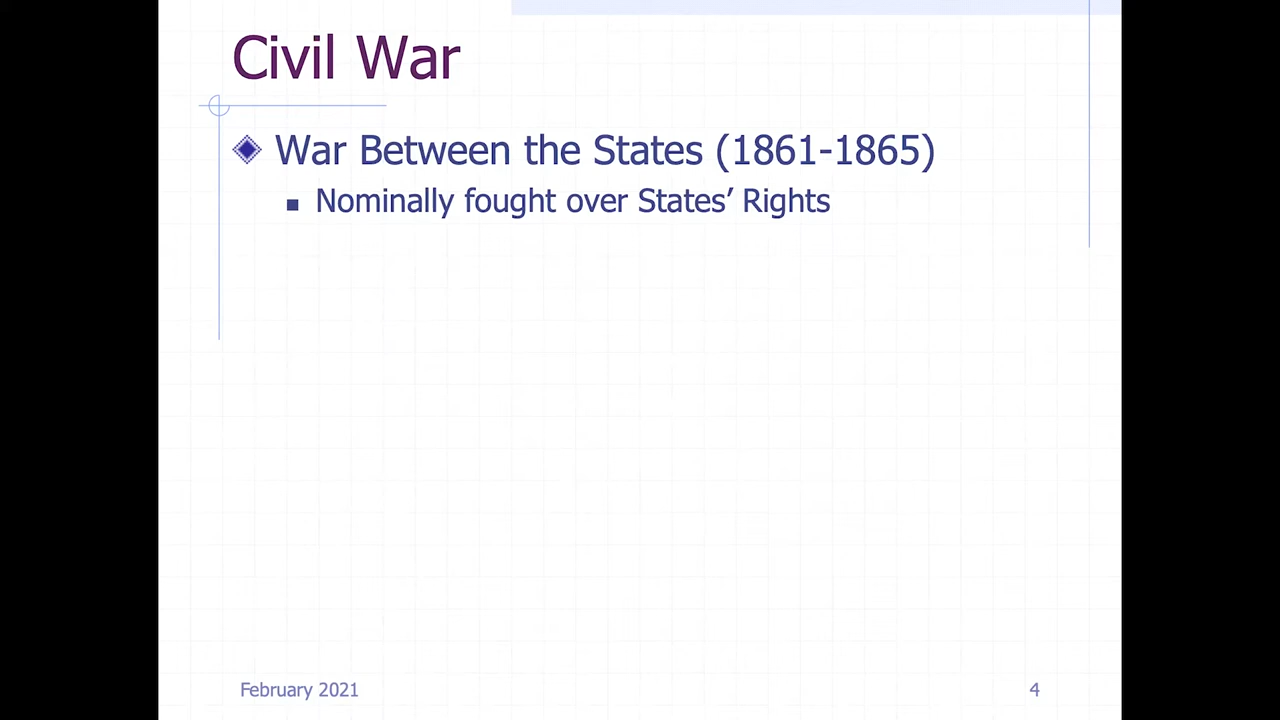 Civil War
War Between the States (1861-1865)
Nominally fought over States’ Rights
February 2021
4